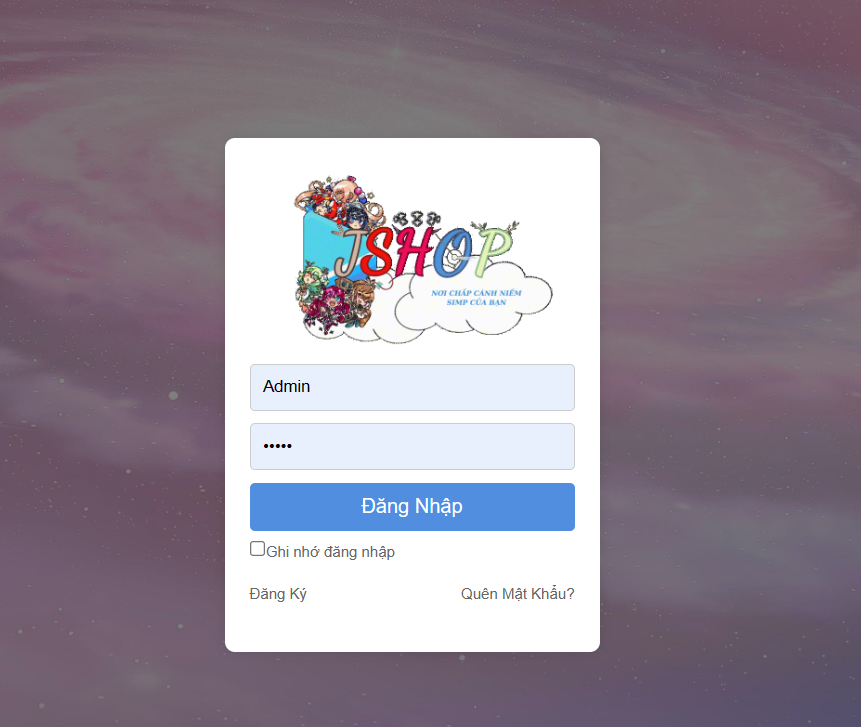 JSHOP
NƠI CHẮP CÁNH NIỀM
SIMP CỦA BẠN
Admin
•••••
Đăng Nhập
Ghi nhớ đăng nhập
Đăng Ký
Quên Mật Khẩu?